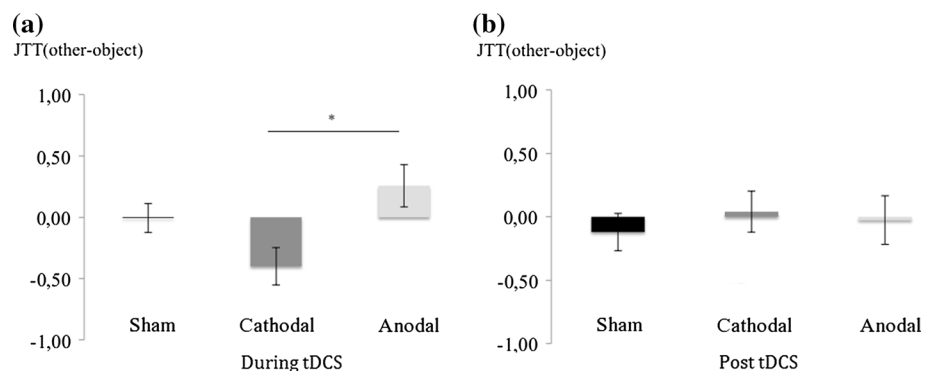 (a)
JTT(other-object)
1,00
0,50
*
0,00
-0,50
-1,00
Sham Cathodal Anodal
During tDCS
(b)
JTT(other-object)
1,00
0,50
0,00
-0,50
-1,00
Sham Cathodal Anodal
Post tDCS